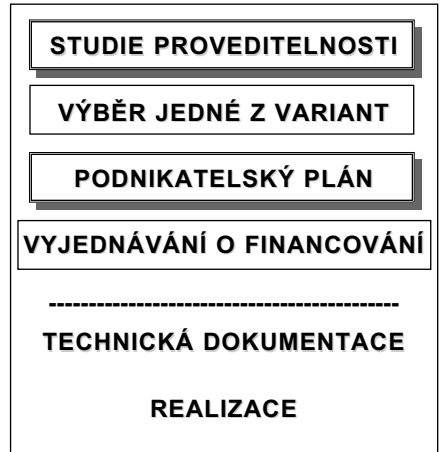 STUDIE PROVEDITELNOSTI
VÝBĚR JEDNÉ Z VARIANT
PODNIKATELSKÝ PLÁN
VYJEDNÁVÁNÍ O FINANCOVÁNÍ
--------------------------------------------
TECHNICKÁ DOKUMENTACE
REALIZACE